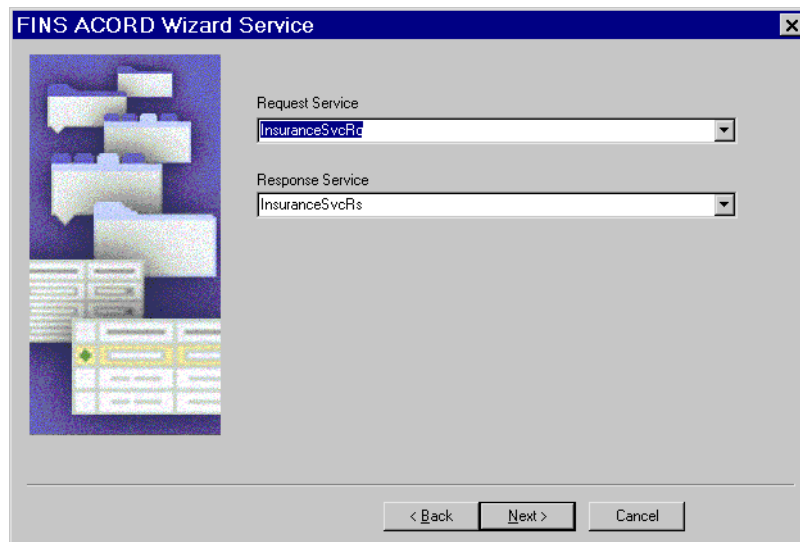 FINS ACORD Wizard Service
Request Service
InsuranceSvcRq
Response Service
InsuranceSvcRs
< Back
Next >
Cancel